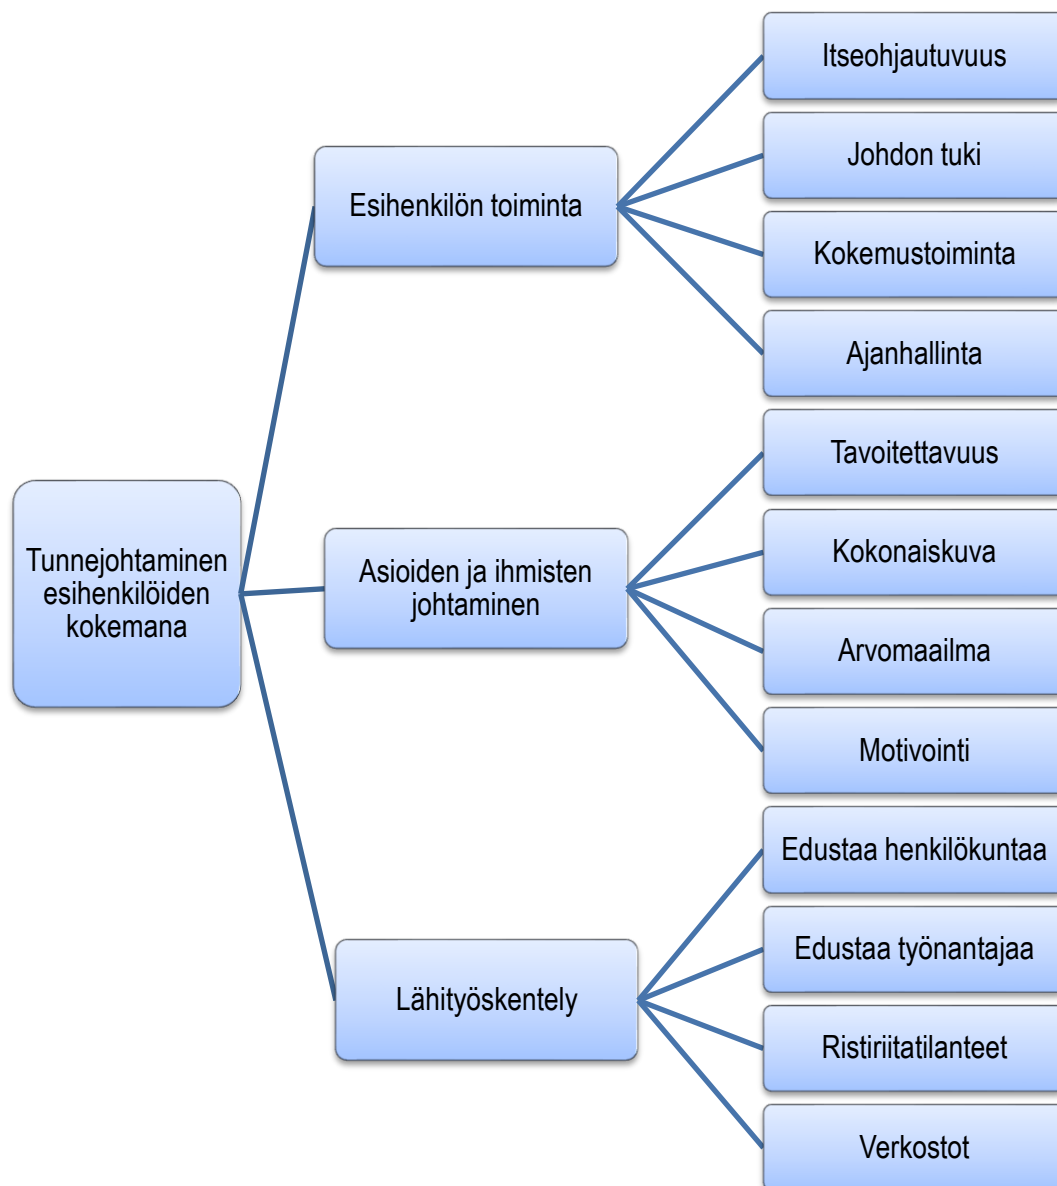 Tunnejohtaminen
esihenkilöiden
kokemana
Esihenkilön toiminta
Itseohjautuvuus
Johdon tuki
Kokemustoiminta
Ajanhallinta
Asioiden ja ihmisten
johtaminen
Tavoitettavuus
Kokonaiskuva
Arvomaailma
Motivointi
Lähityöskentely
Edustaa henkilökuntaa
Edustaa työnantajaa
Ristiriitatilanteet
Verkostot